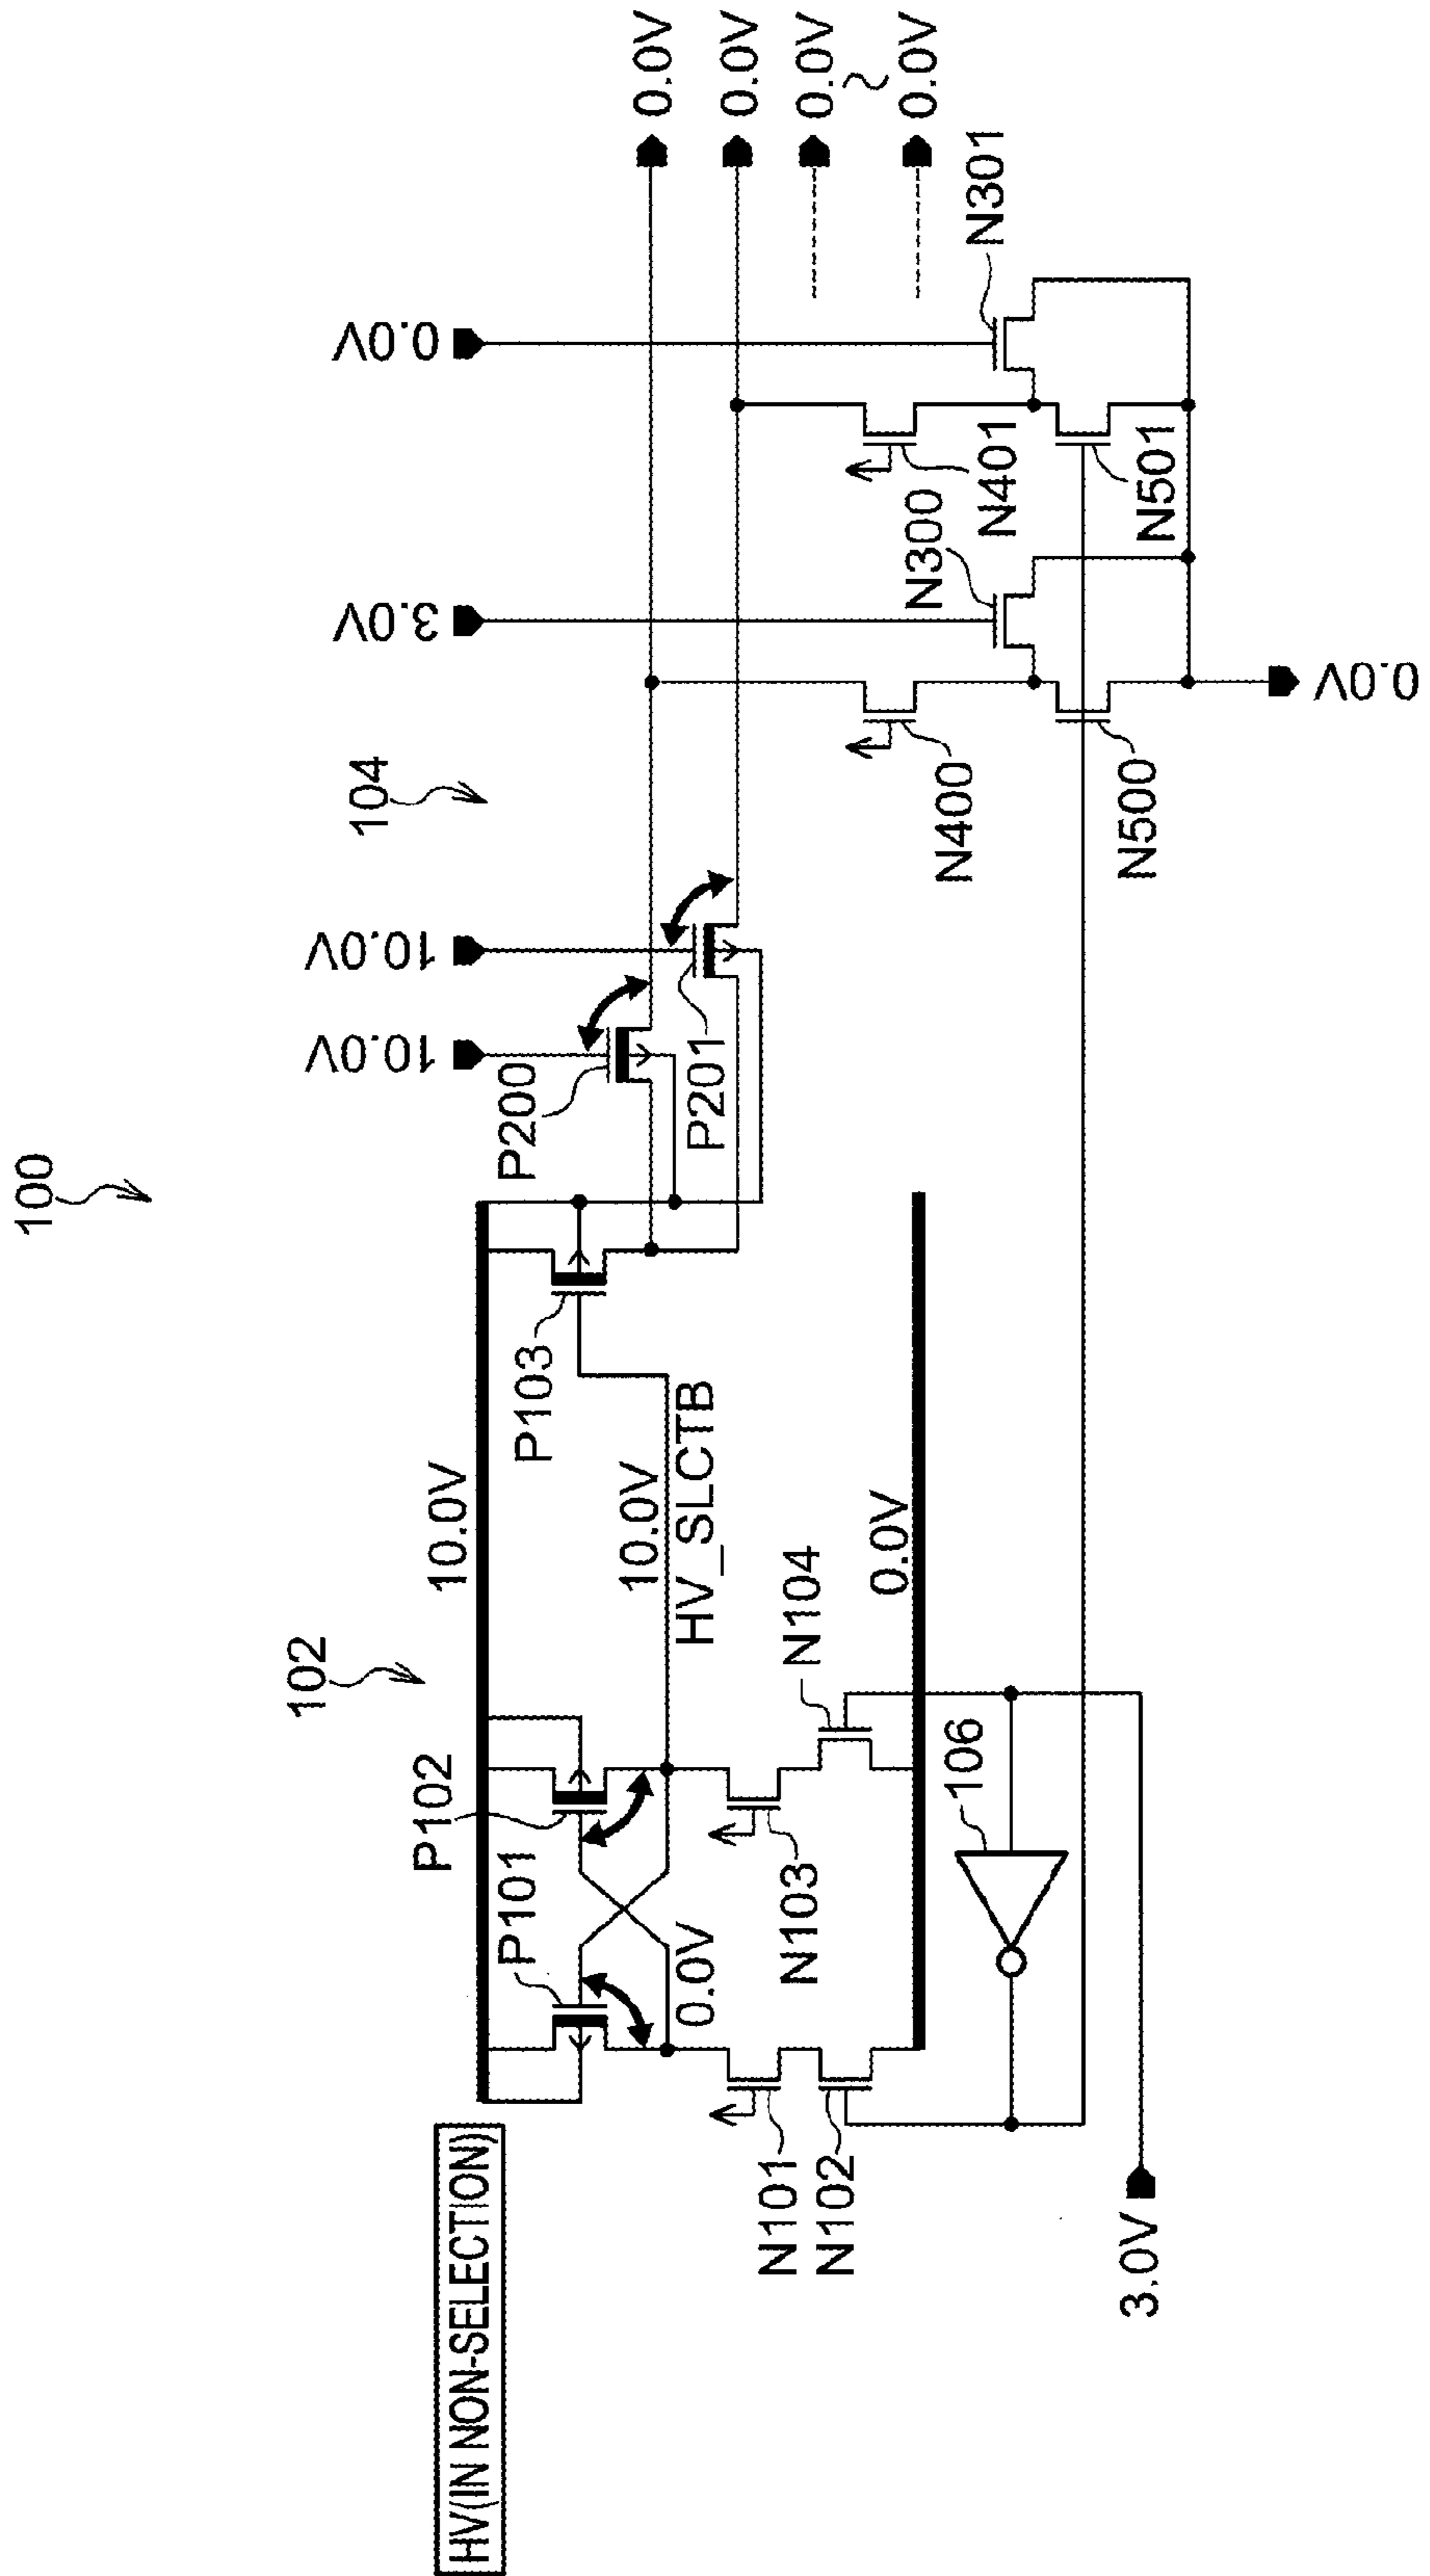 100
HV(IN NON-SELECTION)
102
104
10.0V
P101
P102
P103
10.0V
HV_SLCTB
0.0V
N101
N102
N103
N104
0.0V
106
3.0V
10.0V
10.0V
P200
P201
3.0V
0.0V
N400
N500
N300
N401
N501
N301
0.0V
0.0V
0.0V
0.0V
~
0.0V